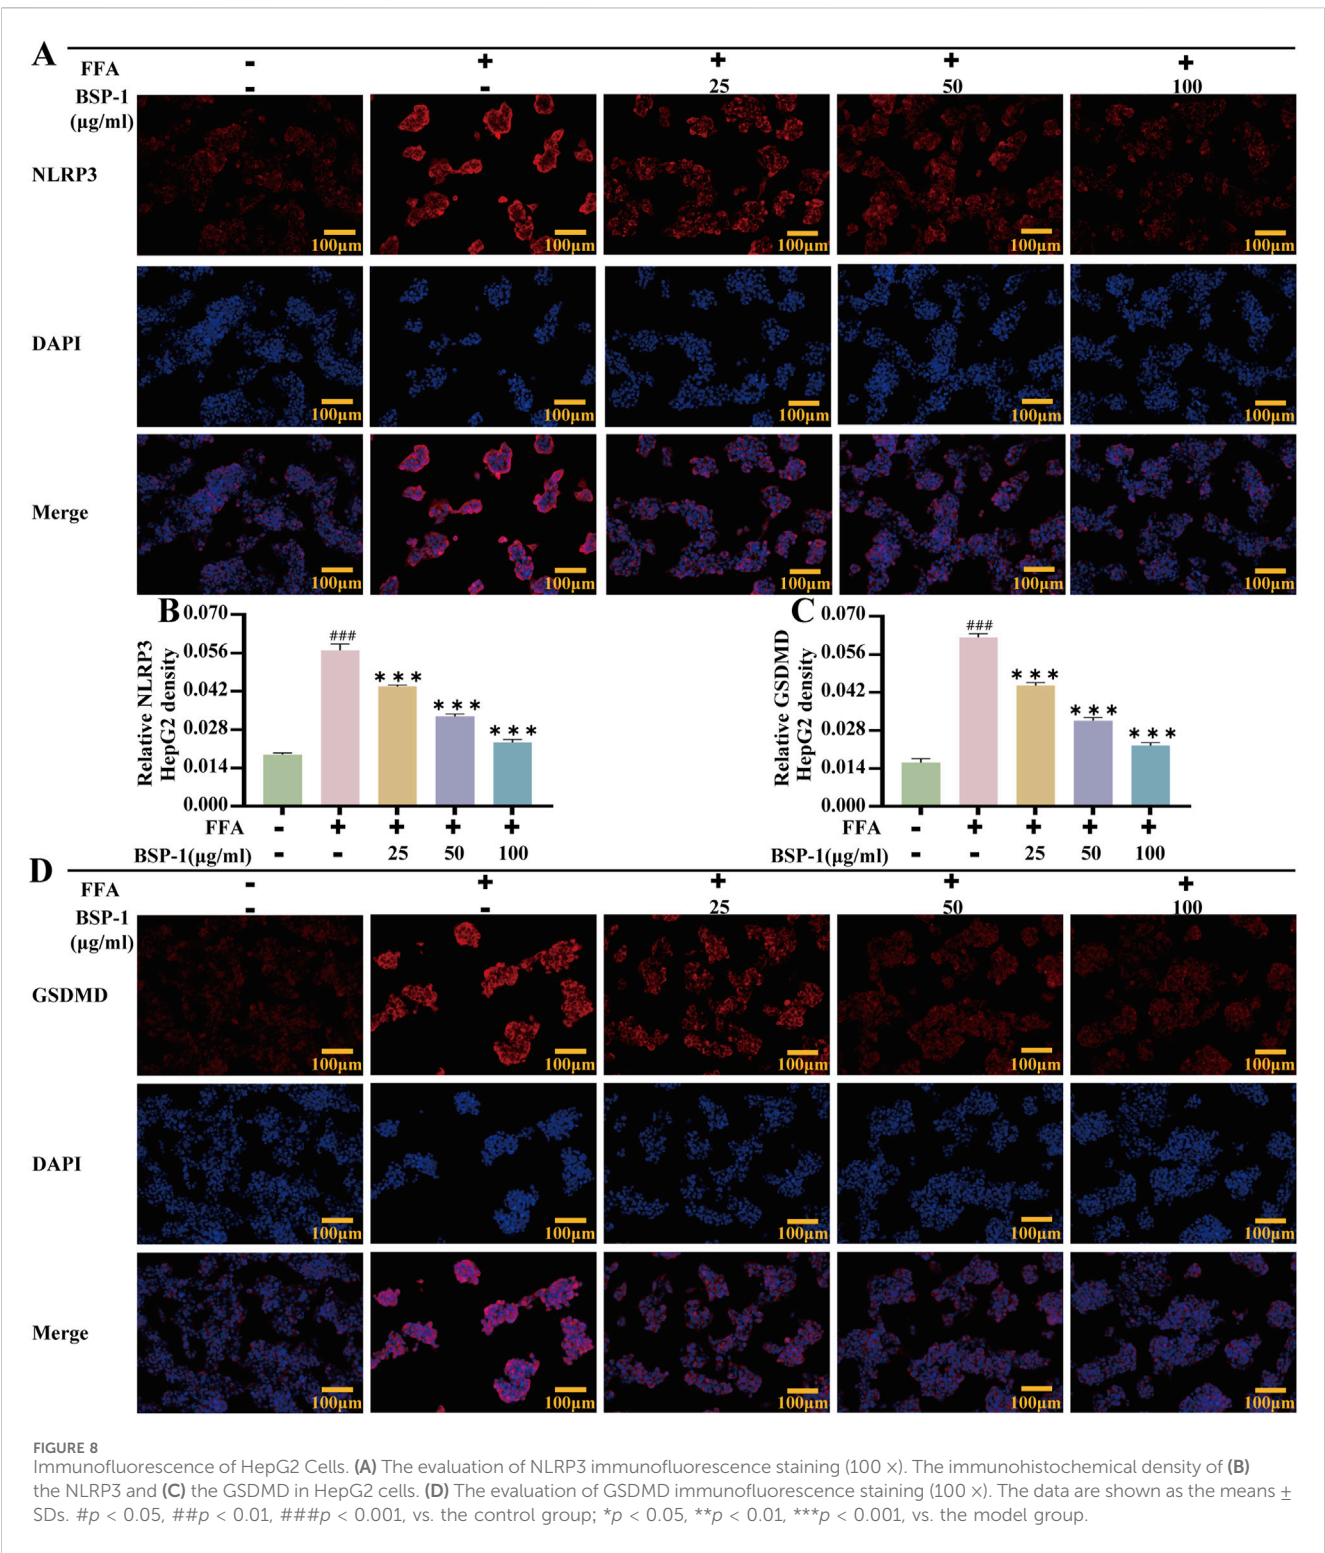 A
FFA - + + + +
BSP-1 (μg/ml) - - 25 50 100
NLRP3
100μm 100μm 100μm 100μm 100μm
DAPI
100μm 100μm 100μm 100μm 100μm
Merge
100μm 100μm 100μm 100μm 100μm
B
Relative NLRP3
HepG2 density
0.070
0.056
0.042
0.028
0.014
0.000
###
***
***
***
FFA - + + + +
BSP-1(μg/ml) - - 25 50 100
C
Relative GSDMD
HepG2 density
0.070
0.056
0.042
0.028
0.014
0.000
###
***
***
***
FFA - + + + +
BSP-1(μg/ml) - - 25 50 100
D
FFA - + + + +
BSP-1 (μg/ml) - - 25 50 100
GSDMD
100μm 100μm 100μm 100μm 100μm
DAPI
100μm 100μm 100μm 100μm 100μm
Merge
100μm 100μm 100μm 100μm 100μm
FIGURE 8
Immunofluorescence of HepG2 Cells. (A) The evaluation of NLRP3 immunofluorescence staining (100 ×). The immunohistochemical density of (B)
the NLRP3 and (C) the GSDMD in HepG2 cells. (D) The evaluation of GSDMD immunofluorescence staining (100 ×). The data are shown as the means ±
SDs. #p < 0.05, ##p < 0.01, ###p < 0.001, vs. the control group; *p < 0.05, **p < 0.01, ***p < 0.001, vs. the model group.